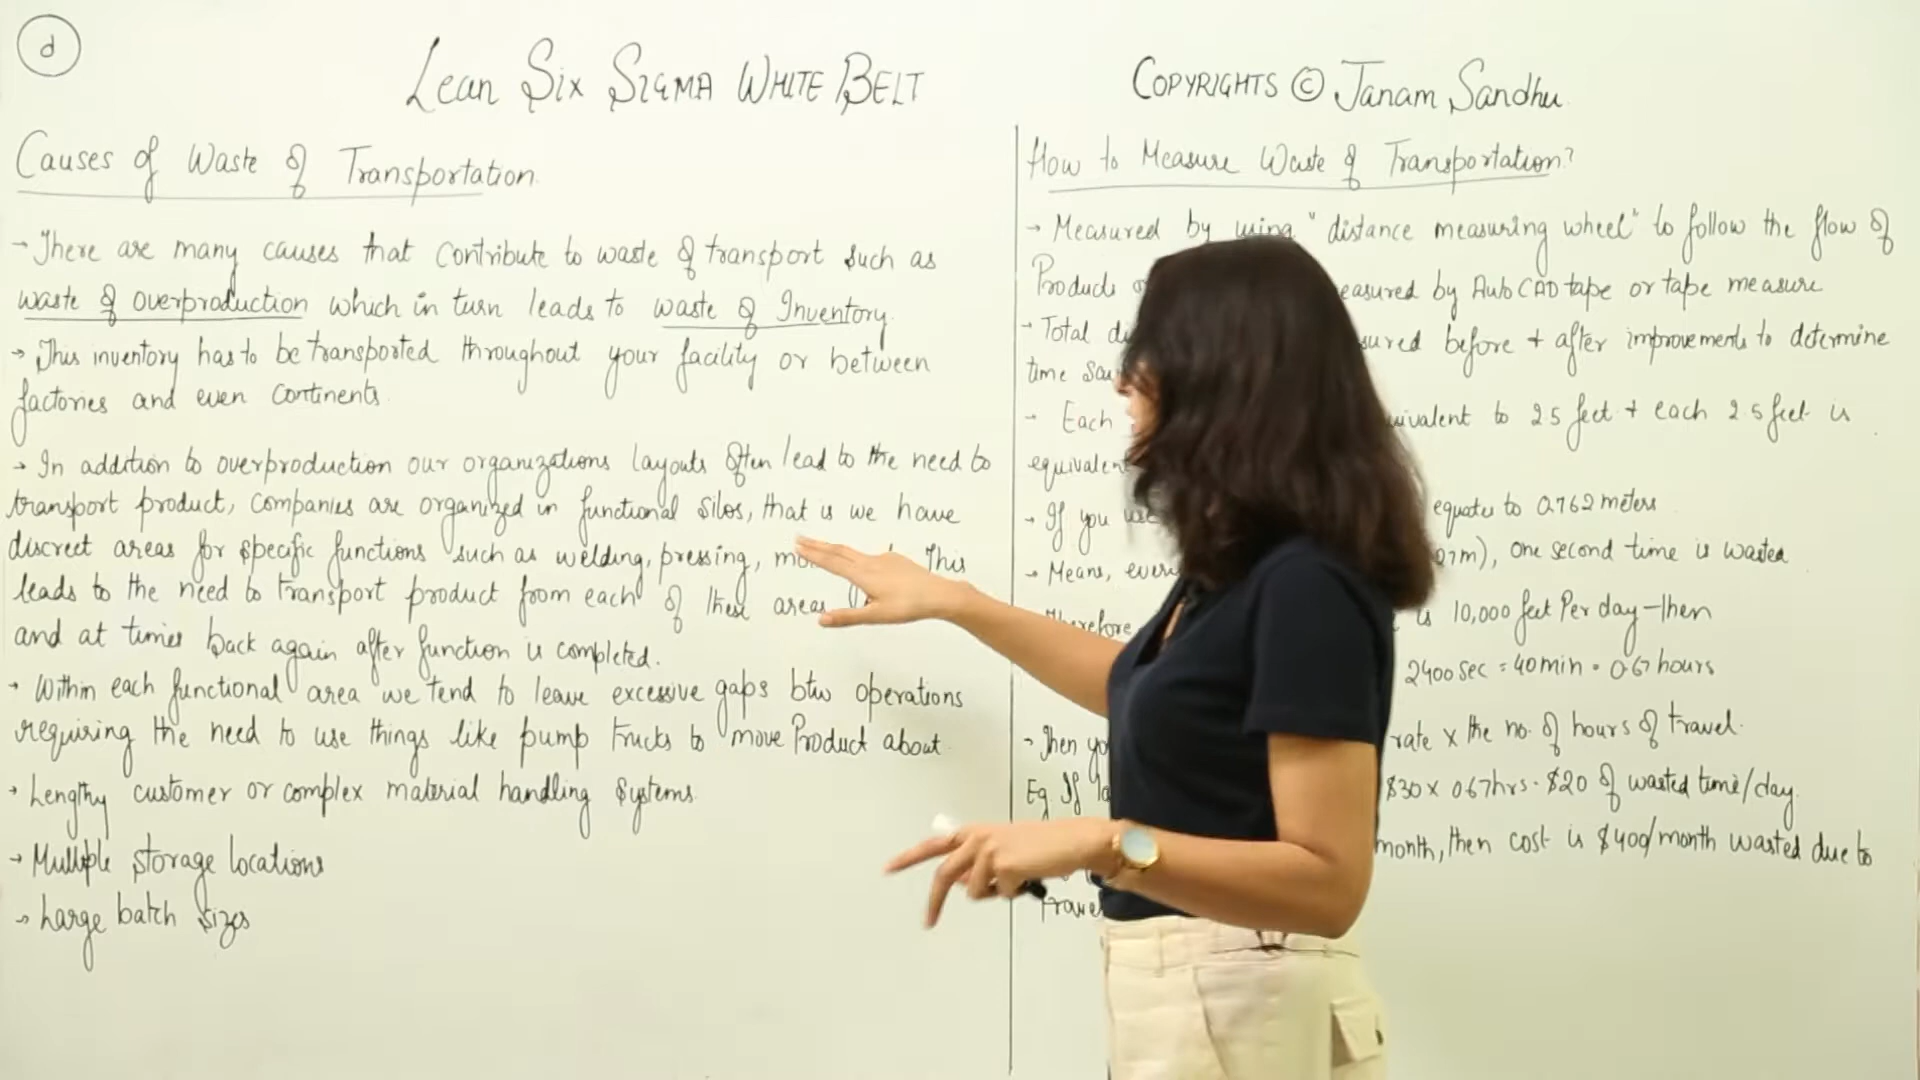 d
Lean Six Sigma White Belt
Copyrights © Janam Sandhu
Causes of Waste of Transportation
→ There are many causes that contribute to waste of transport such as
waste of overproduction which in turn leads to waste of Inventory.
→ This inventory has to be transported throughout your facility or between
factories and even continents
→ In addition to overproduction our organizations layouts often lead to the need to
transport product, Companies are organized in functional silos, that is we have
discreet areas for specific functions such as welding, pressing, This
leads to the need to transport product from each of these areas
and at times back again after function is completed.
→ Within each functional area we tend to leave excessive gaps btw operations
requiring the need to use things like pump trucks to move Product about
→ Lengthy customer or complex material handling systems
→ Multiple storage locations
→ Large batch sizes
How to Measure Waste of Transportation?
→ Measured by using "distance measuring wheel" to follow the flow of
Products measured by AutoCAD tape or tape measure
→ Total before + after improvements to determine
time
→ Each equivalent to 2.5 feet + each 2.5 feet is
equivalent
→ If you use equates to 0.762 meters
→ Means, one second time is wasted
Therefore is 10,000 feet Per day - then
2400 sec = 40 min = 0.67 hours
→ Then rate × the no. of hours of travel.
Eg. If $30 × 0.67hrs = $20 of wasted time/day.
month, then cost is $400/month wasted due to